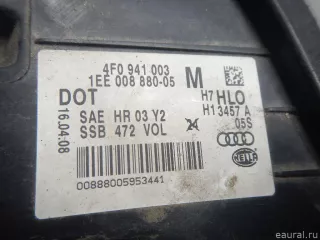 4F0 941 003
1EE 008 880-05 M
DOT H7 HLO
H1 3457 A
16.04.08
SAE HR 03 Y2 05S
SSB 472 VOL 24
HELLA
00888005953441
© eaural.ru